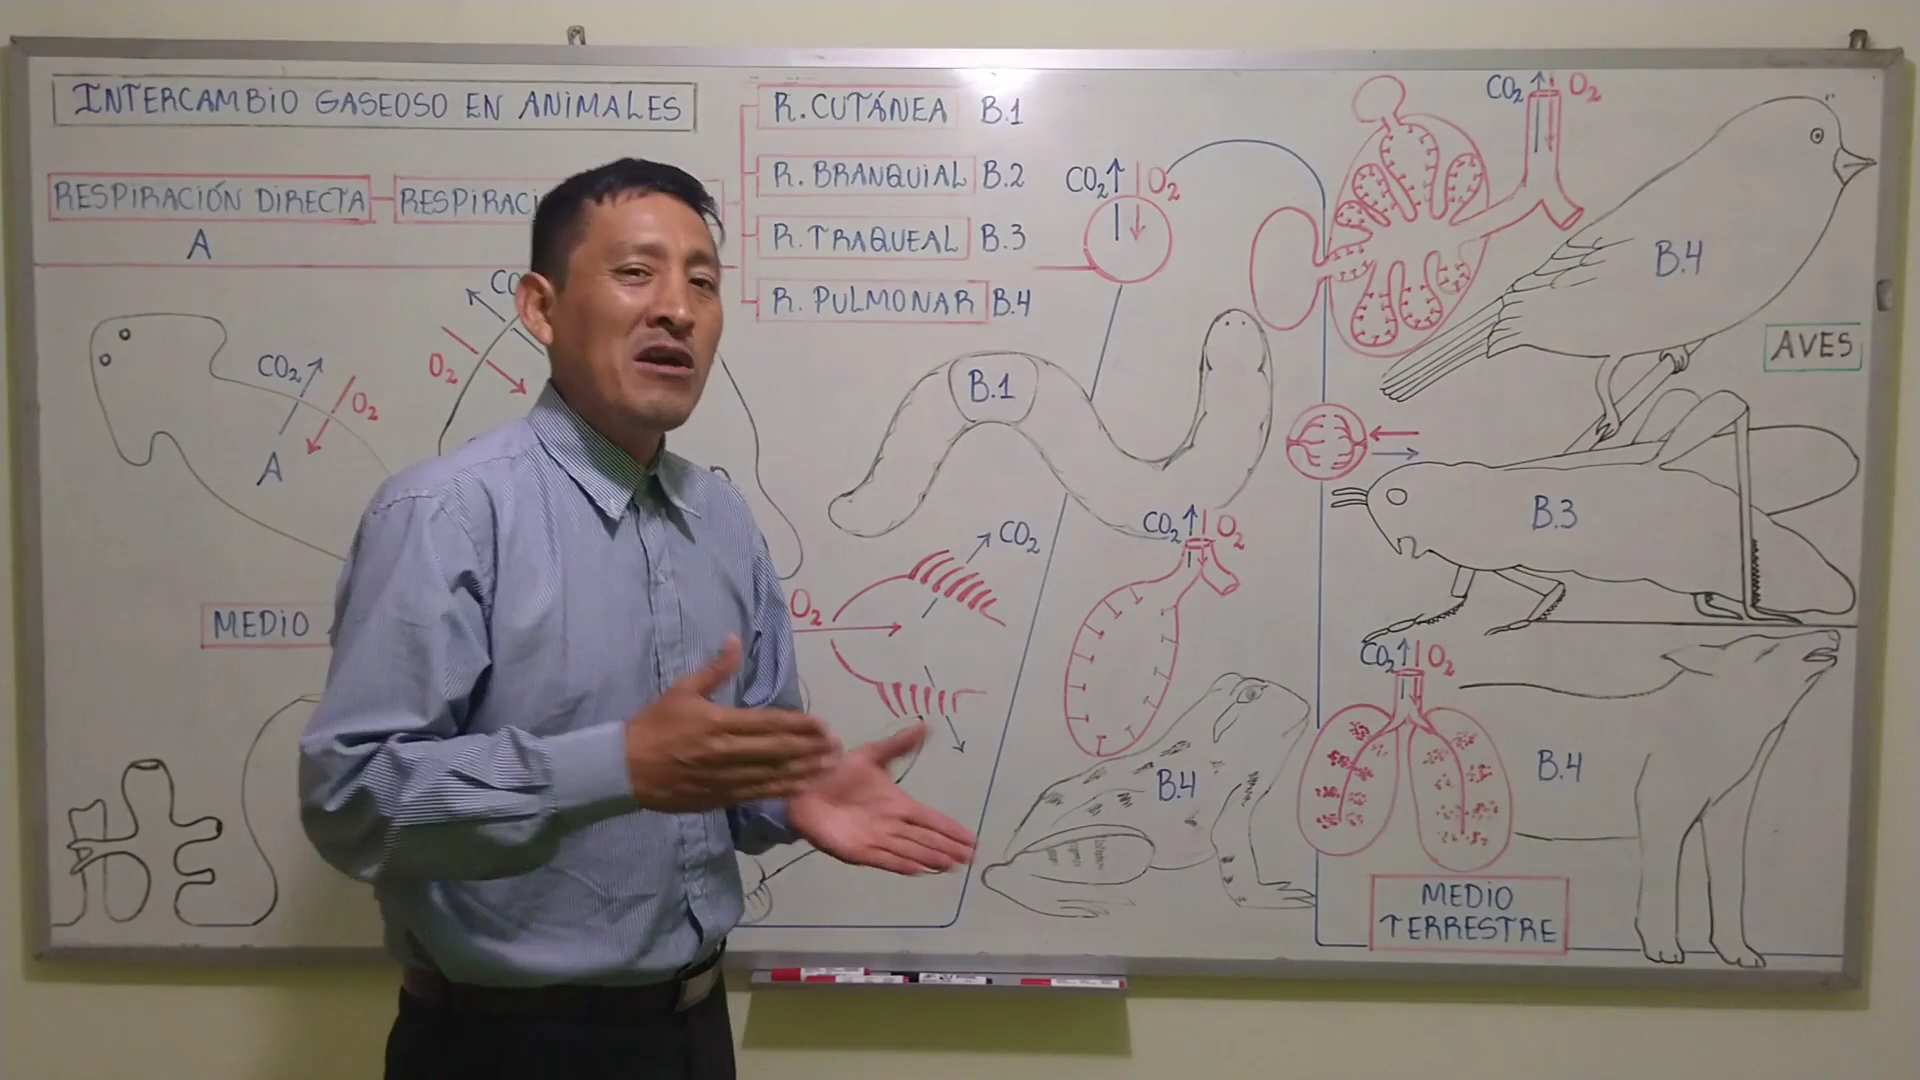 INTERCAMBIO GASEOSO EN ANIMALES
RESPIRACIÓN DIRECTA
A
R. CUTÁNEA B.1
R. BRANQUIAL B.2
R. TRAQUEAL B.3
R. PULMONAR B.4
CO2 O2
CO2 O2
B.4
AVES
CO2 O2
A
O2
B.1
B.3
CO2 O2
O2
CO2
MEDIO
B.4
CO2 O2
B.4
MEDIO
TERRESTRE